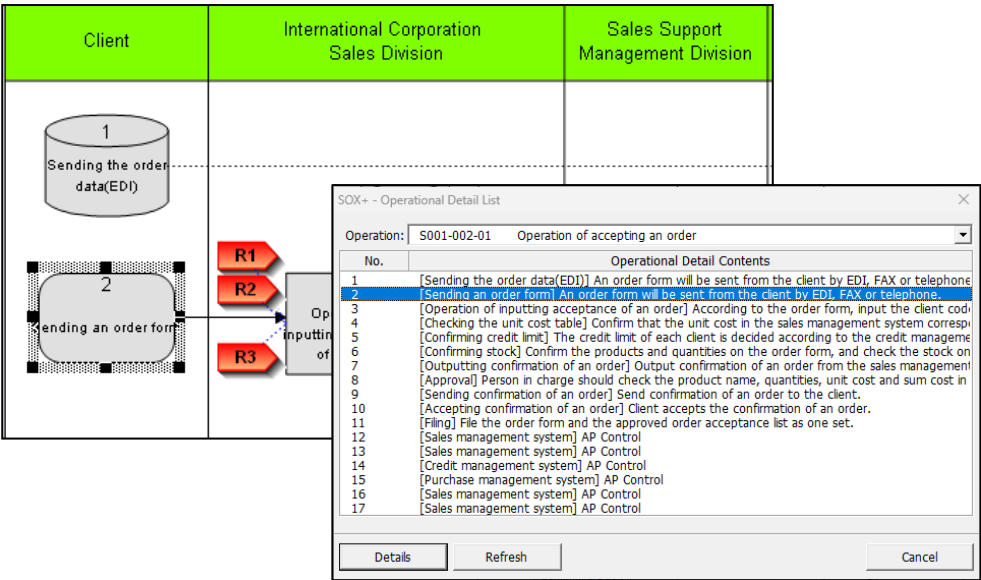 Client
International Corporation
Sales Division
Sales Support
Management Division
1
Sending the order
data(EDI)
R1
R2
R3
2
ending an order form
Op
inputtin
of
SOX+ - Operational Detail List
Operation: S001-002-01 Operation of accepting an order
No. Operational Detail Contents
1 [Sending the order data(EDI)] An order form will be sent from the client by EDI, FAX or telephone
2 [Sending an order form] An order form will be sent from the client by EDI, FAX or telephone.
3 [Operation of inputting acceptance of an order] According to the order form, input the client code
4 [Checking the unit cost table] Confirm that the unit cost in the sales management system corresp
5 [Confirming credit limit] The credit limit of each client is decided according to the credit manageme
6 [Confirming stock] Confirm the products and quantities on the order form, and check the stock on
7 [Outputting confirmation of an order] Output confirmation of an order from the sales management
8 [Approval] Person in charge should check the product name, quantities, unit cost and sum cost in
9 [Sending confirmation of an order] Send confirmation of an order to the client.
10 [Accepting confirmation of an order] Client accepts the confirmation of an order.
11 [Filing] File the order form and the approved order acceptance list as one set.
12 [Sales management system] AP Control
13 [Sales management system] AP Control
14 [Credit management system] AP Control
15 [Purchase management system] AP Control
16 [Sales management system] AP Control
17 [Sales management system] AP Control
Details Refresh Cancel